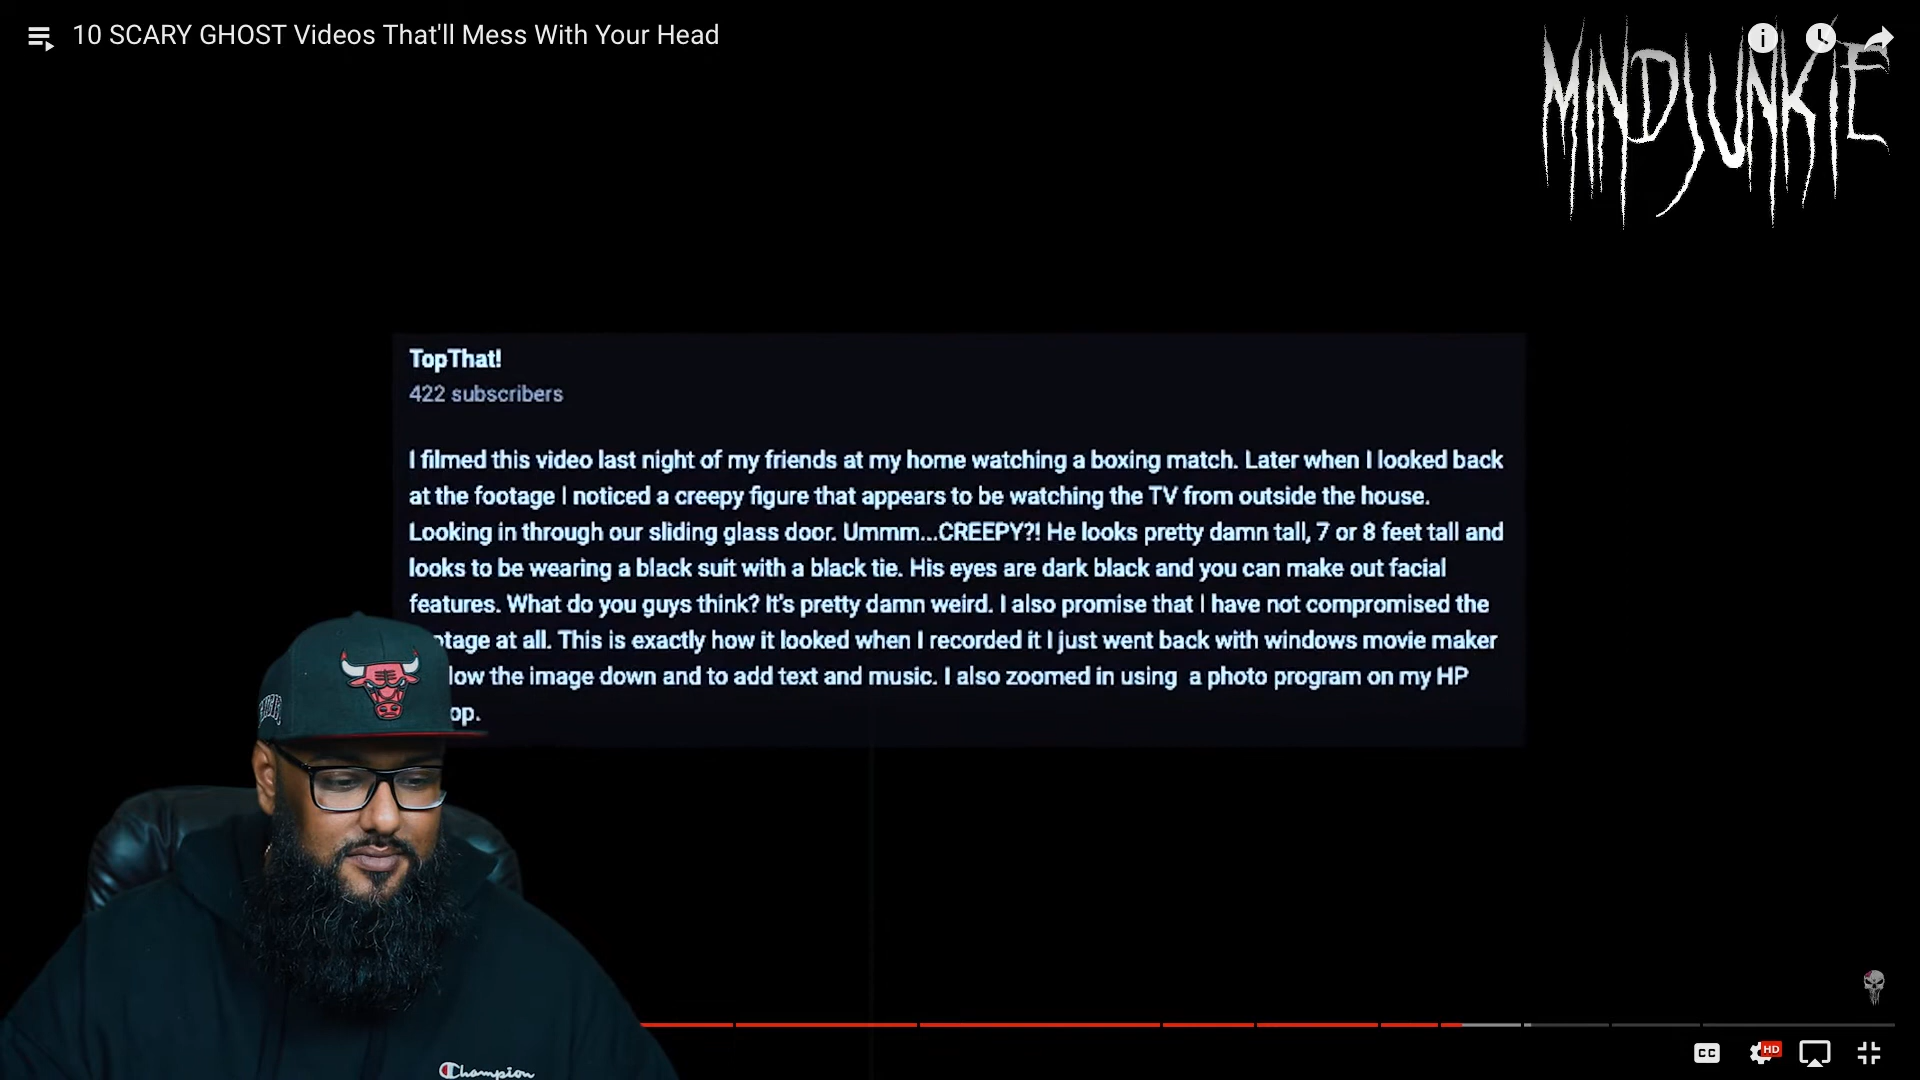 10 SCARY GHOST Videos That'll Mess With Your Head
MINDJUNKIE
TopThat!
422 subscribers
I filmed this video last night of my friends at my home watching a boxing match. Later when I looked back
at the footage I noticed a creepy figure that appears to be watching the TV from outside the house.
Looking in through our sliding glass door. Ummm...CREEPY?! He looks pretty damn tall, 7 or 8 feet tall and
looks to be wearing a black suit with a black tie. His eyes are dark black and you can make out facial
features. What do you guys think? It's pretty damn weird. I also promise that I have not compromised the
otage at all. This is exactly how it looked when I recorded it I just went back with windows movie maker
low the image down and to add text and music. I also zoomed in using a photo program on my HP
op.
Champion
CC
HD